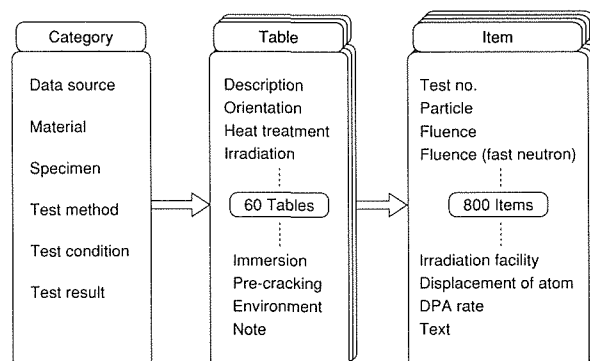 Category
Data source
Material
Specimen
Test method
Test condition
Test result
Table
Description
Orientation
Heat treatment
Irradiation
60 Tables
Immersion
Pre-cracking
Environment
Note
Item
Test no.
Particle
Fluence
Fluence (fast neutron)
800 Items
Irradiation facility
Displacement of atom
DPA rate
Text